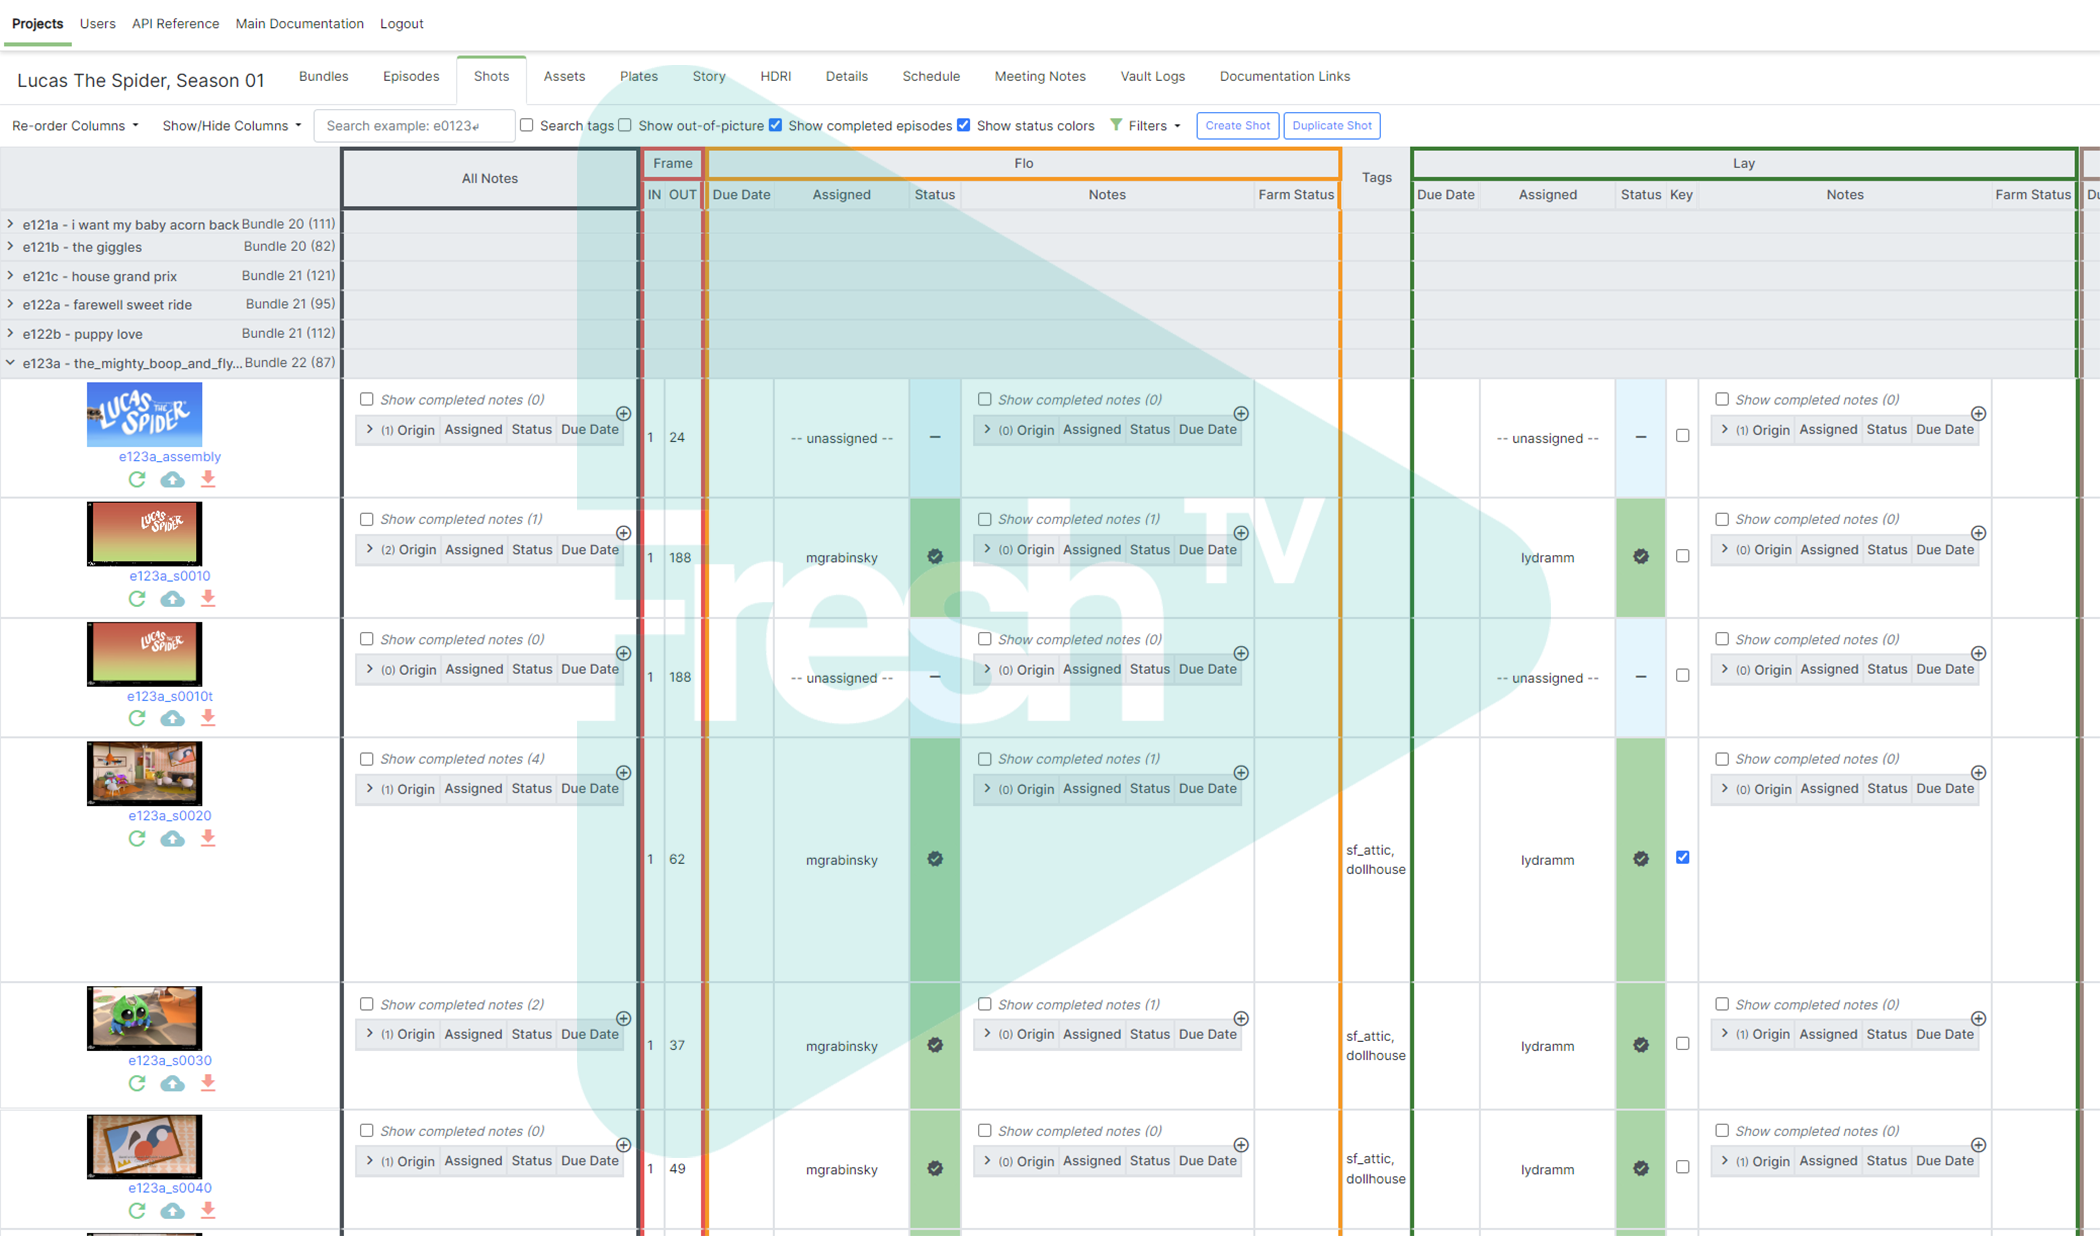 Projects Users API Reference Main Documentation Logout
Lucas The Spider, Season 01 Bundles Episodes Shots Assets Plates Story HDRI Details Schedule Meeting Notes Vault Logs Documentation Links
Re-order Columns Show/Hide Columns Search example: e0123↵ Search tags Show out-of-picture Show completed episodes Show status colors Filters Create Shot Duplicate Shot
All Notes Frame Flo Tags Lay
IN OUT Due Date Assigned Status Notes Farm Status Due Date Assigned Status Key Notes Farm Status Du
e121a - i want my baby acorn back Bundle 20 (111)
e121b - the giggles Bundle 20 (82)
e121c - house grand prix Bundle 21 (121)
e122a - farewell sweet ride Bundle 21 (95)
e122b - puppy love Bundle 21 (112)
e123a - the_mighty_boop_and_fly... Bundle 22 (87)
LUCAS THE SPIDER
Show completed notes (0) Show completed notes (0) Show completed notes (0)
(1) Origin Assigned Status Due Date (0) Origin Assigned Status Due Date (1) Origin Assigned Status Due Date
1 24 -- unassigned -- – -- unassigned -- –
e123a_assembly
LUCAS THE SPIDER
Show completed notes (1) Show completed notes (1) Show completed notes (0)
(2) Origin Assigned Status Due Date (0) Origin Assigned Status Due Date (0) Origin Assigned Status Due Date
1 188 mgrabinsky lydramm
e123a_s0010
Fresh TV
LUCAS THE SPIDER
Show completed notes (0) Show completed notes (0) Show completed notes (0)
(0) Origin Assigned Status Due Date (0) Origin Assigned Status Due Date (0) Origin Assigned Status Due Date
1 188 -- unassigned -- – -- unassigned -- –
e123a_s0010t
Show completed notes (4) Show completed notes (1) Show completed notes (0)
(1) Origin Assigned Status Due Date (0) Origin Assigned Status Due Date (0) Origin Assigned Status Due Date
e123a_s0020
1 62 mgrabinsky sf_attic, dollhouse lydramm
Show completed notes (2) Show completed notes (1) Show completed notes (0)
(1) Origin Assigned Status Due Date (0) Origin Assigned Status Due Date (1) Origin Assigned Status Due Date
1 37 mgrabinsky sf_attic, dollhouse lydramm
e123a_s0030
Show completed notes (0) Show completed notes (0) Show completed notes (0)
(1) Origin Assigned Status Due Date (0) Origin Assigned Status Due Date (1) Origin Assigned Status Due Date
1 49 mgrabinsky sf_attic, dollhouse lydramm
e123a_s0040